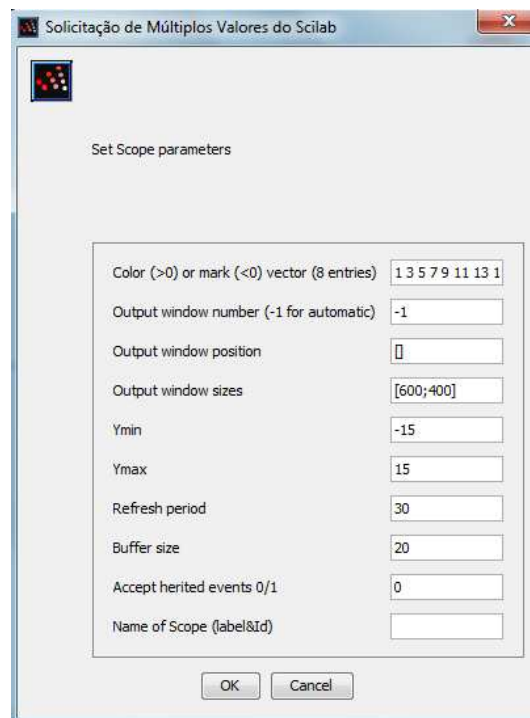 Solicitação de Múltiplos Valores do Scilab
Set Scope parameters
Color (>0) or mark (<0) vector (8 entries) 1 3 5 7 9 11 13 1
Output window number (-1 for automatic) -1
Output window position []
Output window sizes [600;400]
Ymin -15
Ymax 15
Refresh period 30
Buffer size 20
Accept herited events 0/1 0
Name of Scope (label&Id)
OK Cancel